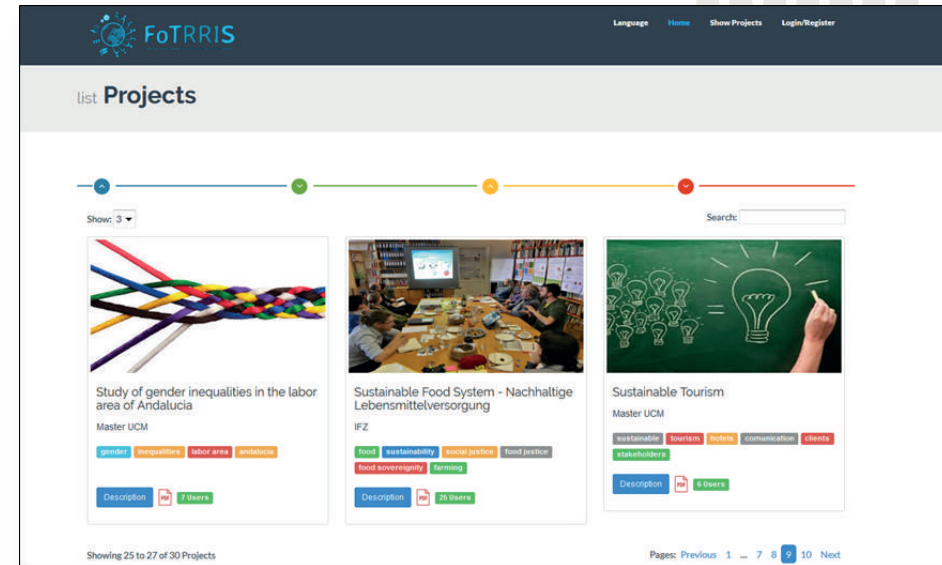 FoTRRIS
Language Home Show Projects Login/Register
list Projects
Show: 3
Search:
Study of gender inequalities in the labor
area of Andalucia
Master UCM
gender inequalities labor area andalucia
Description PDF 7 Users
Sustainable Food System - Nachhaltige
Lebensmittelversorgung
IFZ
food sustainability social justice food justice
food sovereignity farming
Description PDF 25 Users
Sustainable Tourism
Master UCM
sustainable tourism hotels comunication clients
stakeholders
Description PDF 6 Users
Showing 25 to 27 of 30 Projects
Pages: Previous 1 ... 7 8 9 10 Next